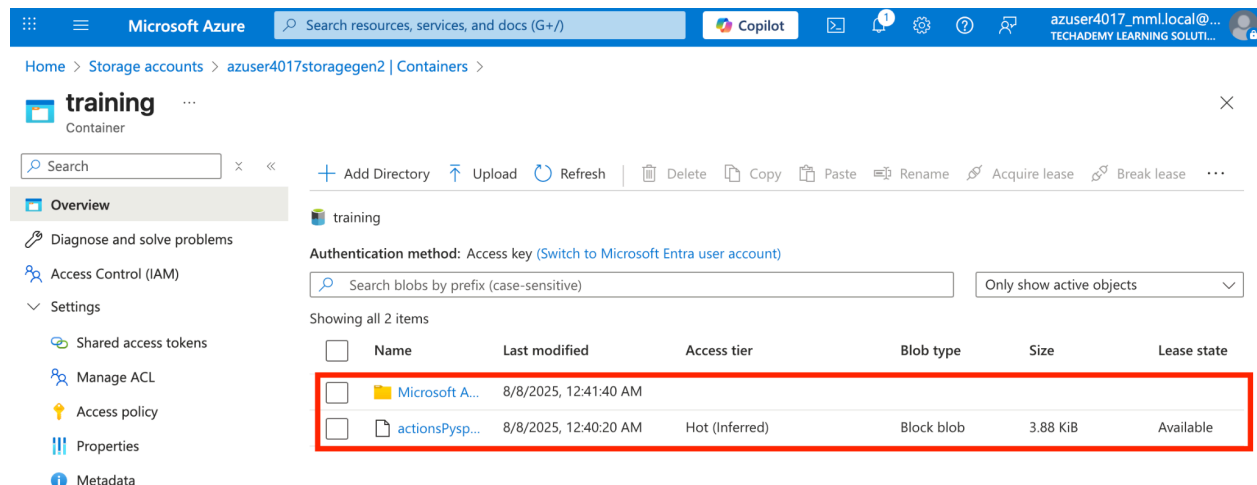 Microsoft Azure
Search resources, services, and docs (G+/)
Copilot
1
azuser4017_mml.local@...
TECHADEMY LEARNING SOLUTI...
Home > Storage accounts > azuser4017storagegen2 | Containers >
training ...
Container
Search
Add Directory Upload Refresh Delete Copy Paste Rename Acquire lease Break lease ...
Overview
training
Diagnose and solve problems
Authentication method: Access key (Switch to Microsoft Entra user account)
Access Control (IAM)
Search blobs by prefix (case-sensitive)
Only show active objects
Settings
Showing all 2 items
Shared access tokens
Name Last modified Access tier Blob type Size Lease state
Manage ACL
Microsoft A... 8/8/2025, 12:41:40 AM
Access policy
actionsPysp... 8/8/2025, 12:40:20 AM Hot (Inferred) Block blob 3.88 KiB Available
Properties
Metadata